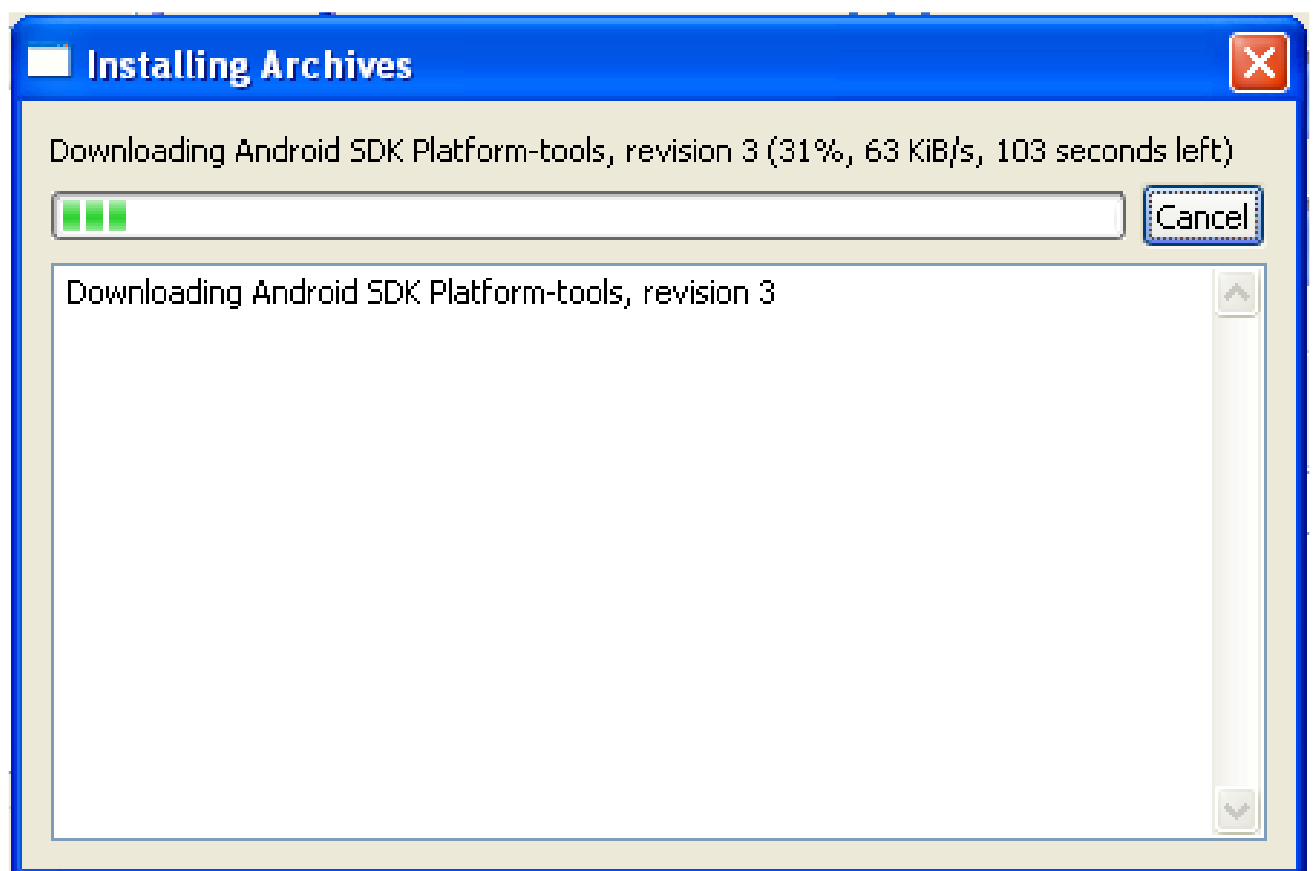 Installing Archives
Downloading Android SDK Platform-tools, revision 3 (31%, 63 KiB/s, 103 seconds left)
Cancel
Downloading Android SDK Platform-tools, revision 3